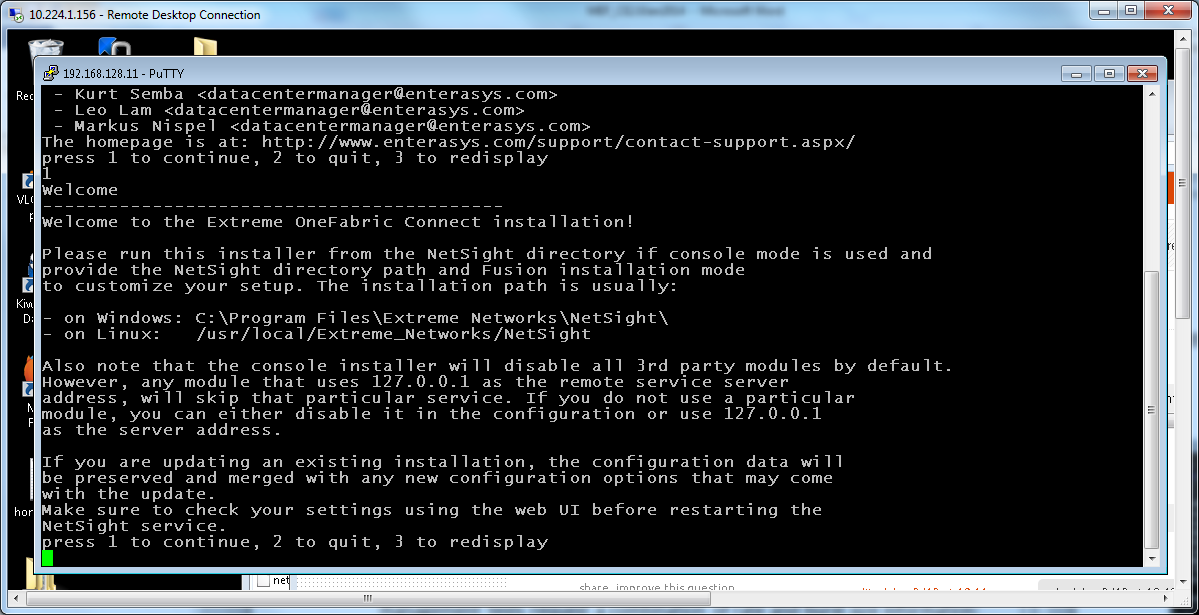 10.224.1.156 - Remote Desktop Connection
192.168.128.11 - PuTTY
- Kurt Semba <datacentermanager@enterasys.com>
- Leo Lam <datacentermanager@enterasys.com>
- Markus Nispel <datacentermanager@enterasys.com>
The homepage is at: http://www.enterasys.com/support/contact-support.aspx/
press 1 to continue, 2 to quit, 3 to redisplay
1
Welcome
------------------------------------------
Welcome to the Extreme OneFabric Connect installation!
Please run this installer from the NetSight directory if console mode is used and
provide the NetSight directory path and Fusion installation mode
to customize your setup. The installation path is usually:
- on Windows: C:\Program Files\Extreme Networks\NetSight\
- on Linux:   /usr/local/Extreme_Networks/NetSight
Also note that the console installer will disable all 3rd party modules by default.
However, any module that uses 127.0.0.1 as the remote service server
address, will skip that particular service. If you do not use a particular
module, you can either disable it in the configuration or use 127.0.0.1
as the server address.
If you are updating an existing installation, the configuration data will
be preserved and merged with any new configuration options that may come
with the update.
Make sure to check your settings using the web UI before restarting the
NetSight service.
press 1 to continue, 2 to quit, 3 to redisplay
net
share improve this question